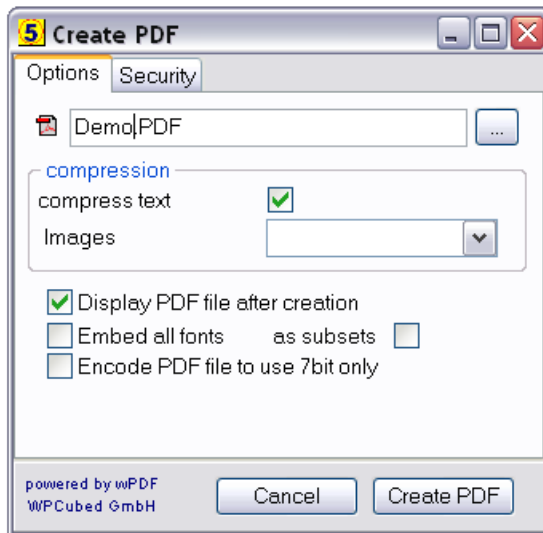 5 Create PDF
Options Security
Demo.PDF ...
compression
compress text
Images
Display PDF file after creation
Embed all fonts as subsets
Encode PDF file to use 7bit only
powered by wPDF
WPCubed GmbH
Cancel Create PDF